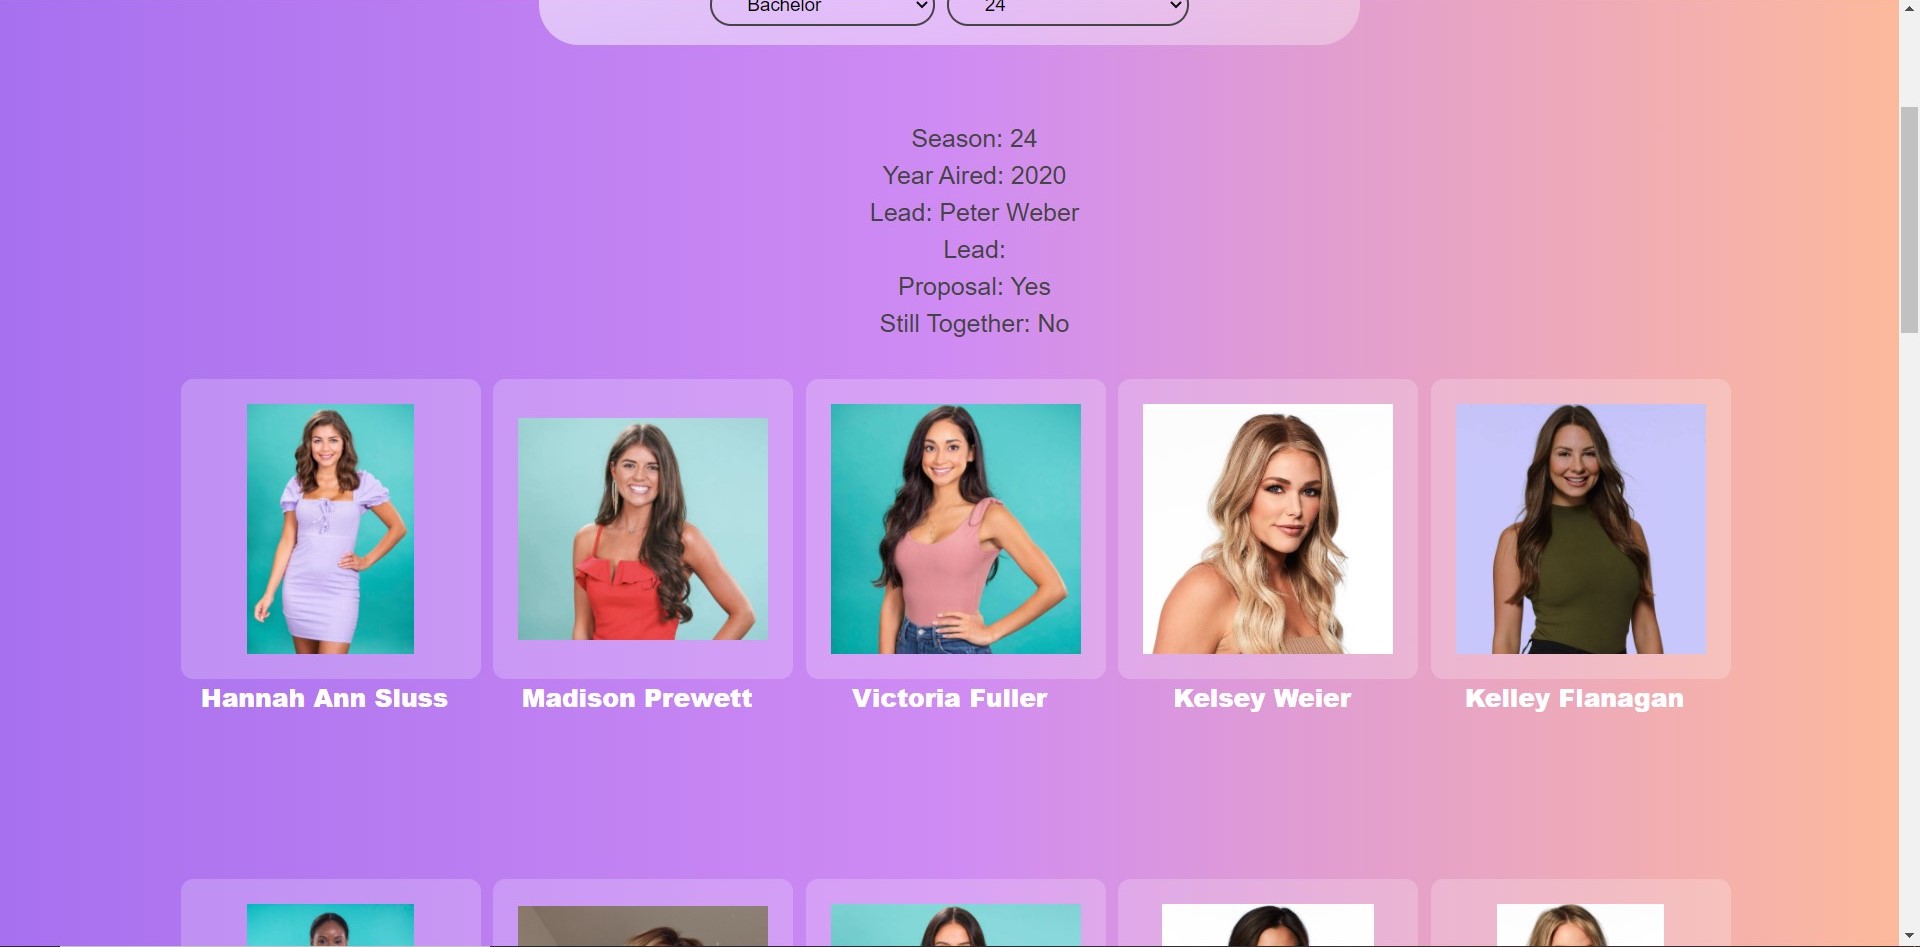 Bachelor 24
Season: 24
Year Aired: 2020
Lead: Peter Weber
Lead:
Proposal: Yes
Still Together: No
Hannah Ann Sluss
Madison Prewett
Victoria Fuller
Kelsey Weier
Kelley Flanagan